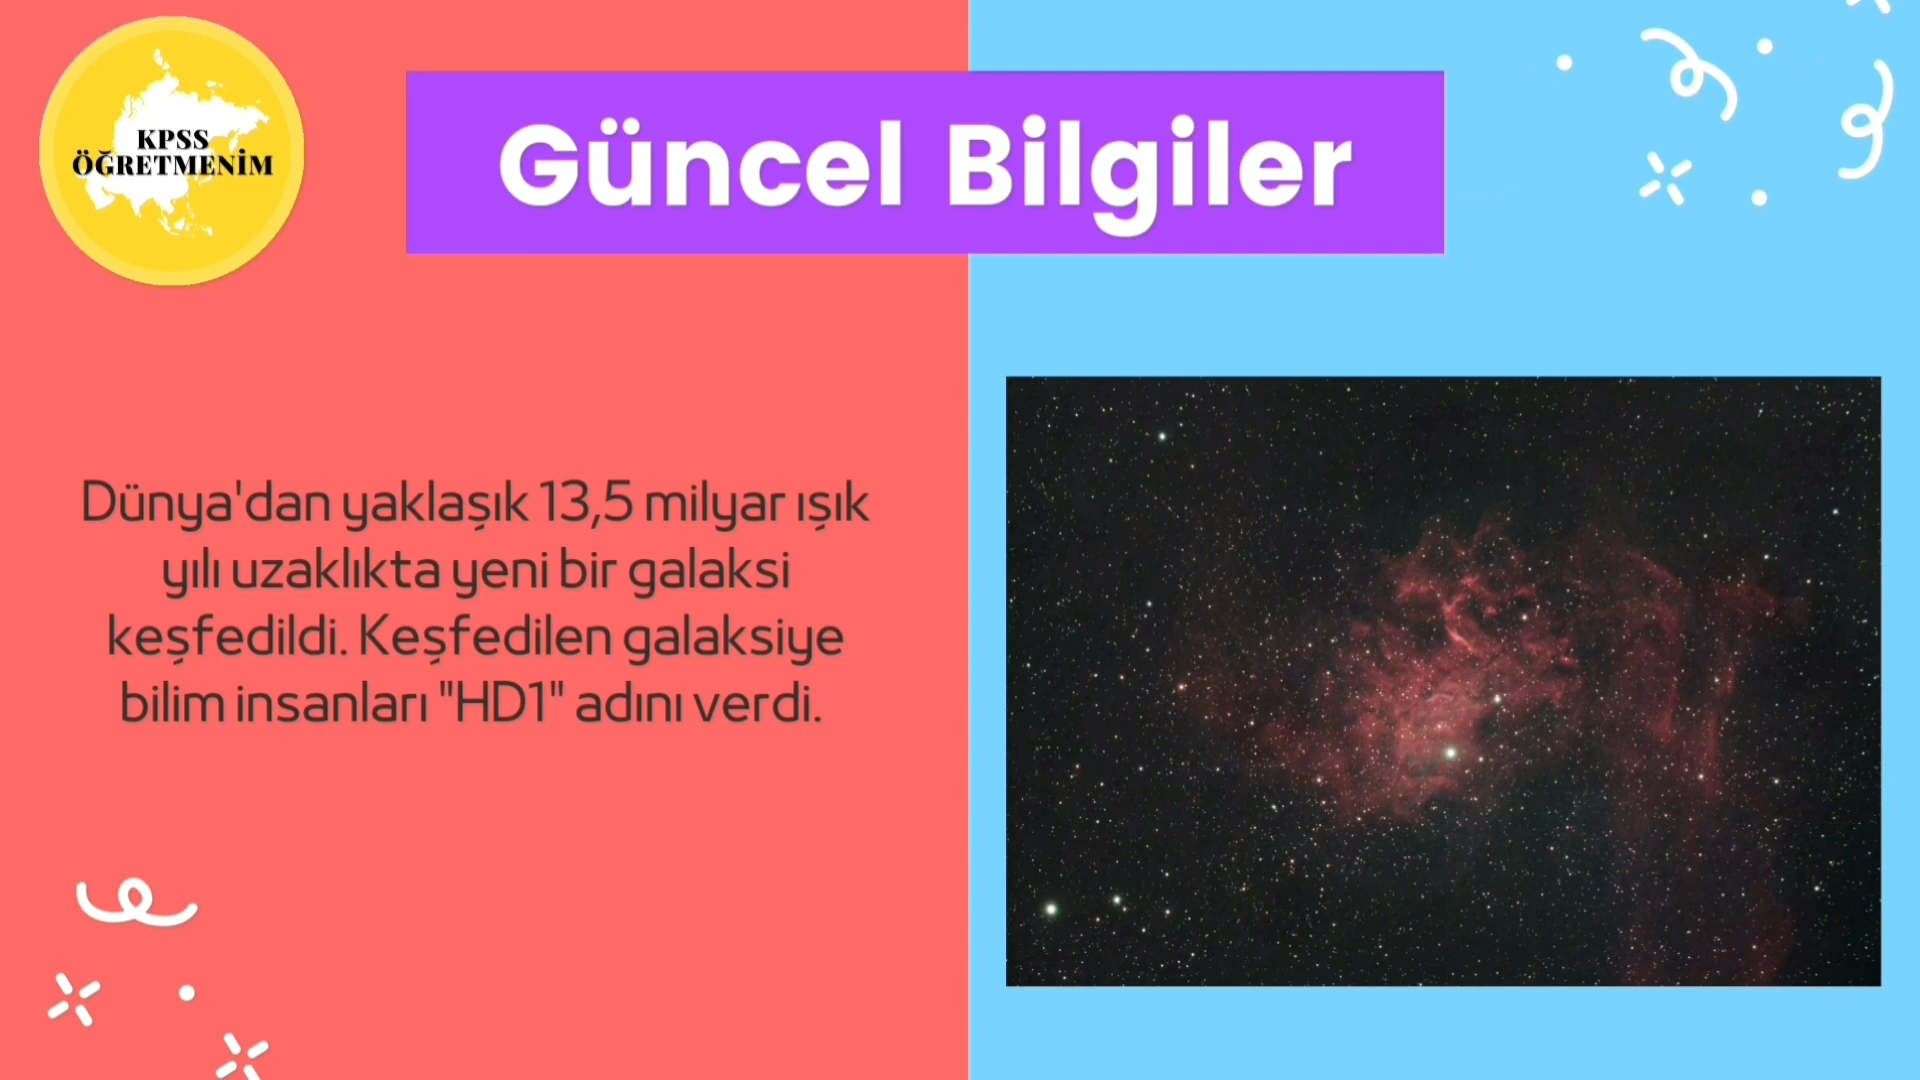 KPSS
ÖĞRETMENİM
Güncel Bilgiler
Dünya'dan yaklaşık 13,5 milyar ışık
yılı uzaklıkta yeni bir galaksi
keşfedildi. Keşfedilen galaksiye
bilim insanları "HD1" adını verdi.